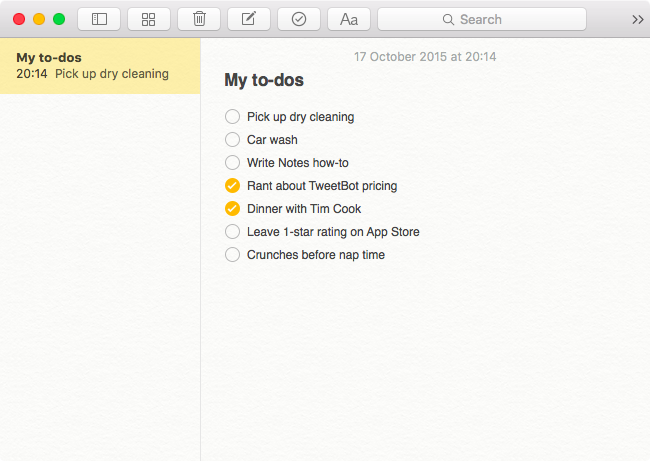 Aa
Search
My to-dos
20:14 Pick up dry cleaning
17 October 2015 at 20:14
My to-dos
Pick up dry cleaning
Car wash
Write Notes how-to
Rant about TweetBot pricing
Dinner with Tim Cook
Leave 1-star rating on App Store
Crunches before nap time